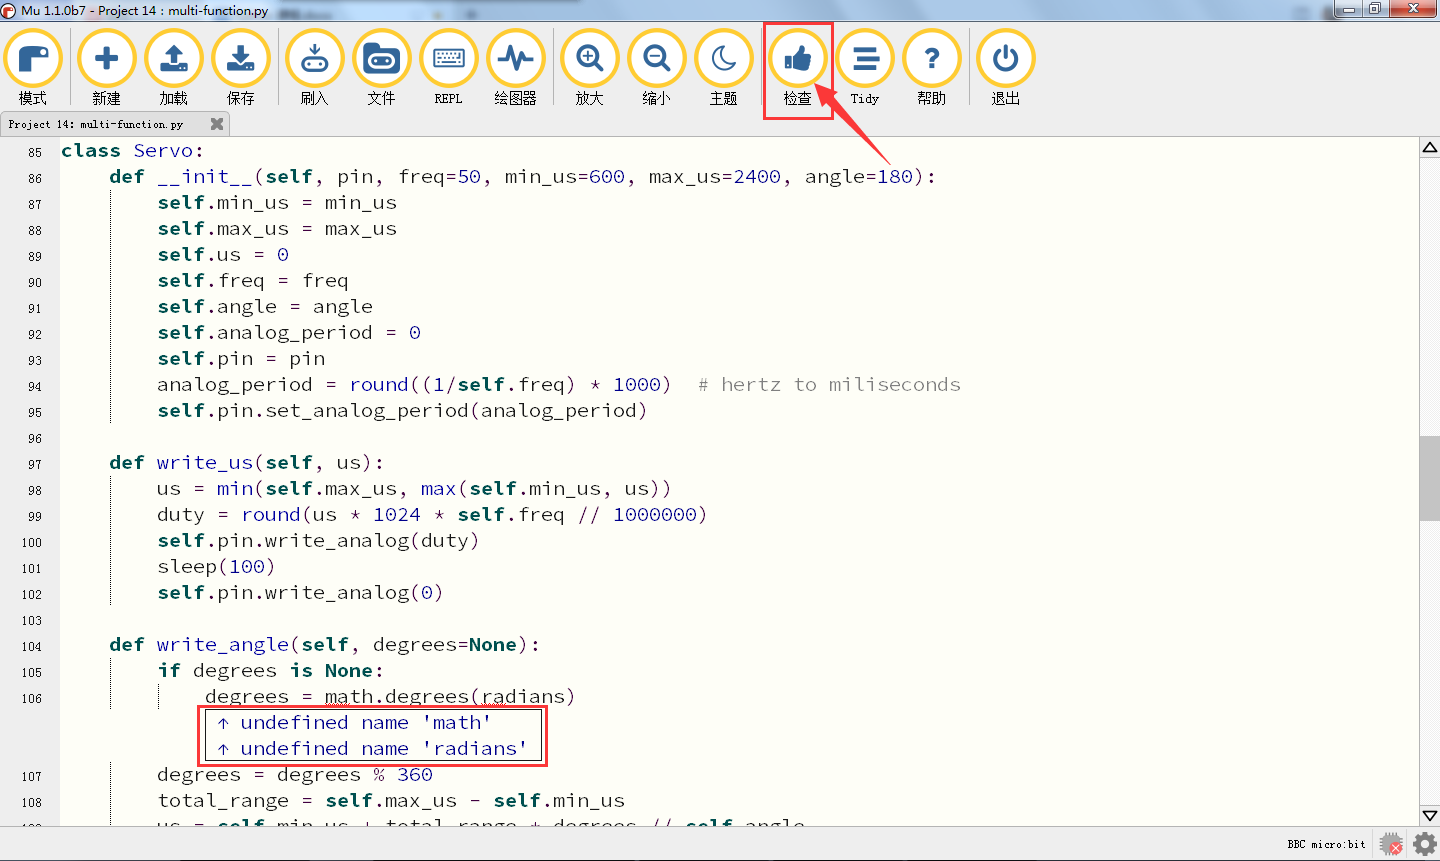 Mu 1.1.0b7 - Project 14 : multi-function.py
模式 新建 加载 保存 刷入 文件 REPL 绘图器 放大 缩小 主题 检查 Tidy 帮助 退出
Project 14: multi-function.py
85 class Servo:
86     def __init__(self, pin, freq=50, min_us=600, max_us=2400, angle=180):
87         self.min_us = min_us
88         self.max_us = max_us
89         self.us = 0
90         self.freq = freq
91         self.angle = angle
92         self.analog_period = 0
93         self.pin = pin
94         analog_period = round((1/self.freq) * 1000)  # hertz to miliseconds
95         self.pin.set_analog_period(analog_period)
96
97     def write_us(self, us):
98         us = min(self.max_us, max(self.min_us, us))
99         duty = round(us * 1024 * self.freq // 1000000)
100         self.pin.write_analog(duty)
101         sleep(100)
102         self.pin.write_analog(0)
103
104     def write_angle(self, degrees=None):
105         if degrees is None:
106             degrees = math.degrees(radians)
↑ undefined name 'math'
↑ undefined name 'radians'
107         degrees = degrees % 360
108         total_range = self.max_us - self.min_us
us = self.min_us + total_range * degrees // self.angle
BBC micro:bit